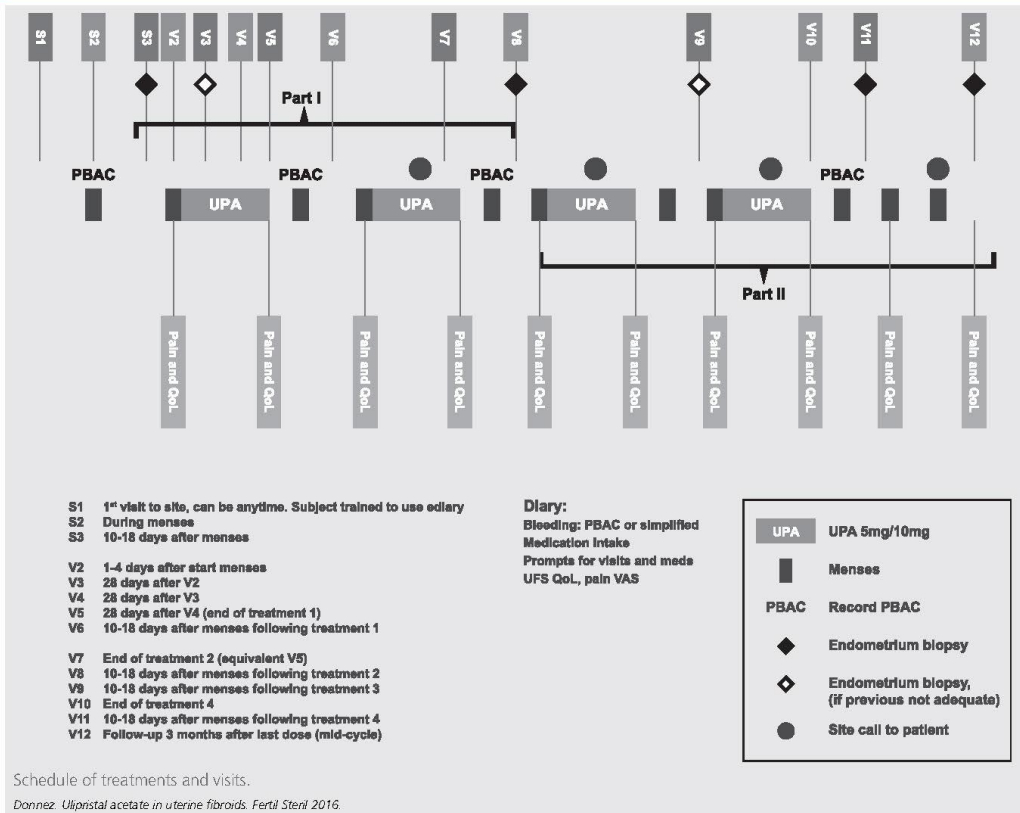 S1 S2 S3 V2 V3 V4 V5 V6 V7 V8 V9 V10 V11 V12
Part I
PBAC PBAC PBAC PBAC
UPA UPA UPA UPA
Part II
Pain and QoL Pain and QoL Pain and QoL Pain and QoL Pain and QoL Pain and QoL Pain and QoL Pain and QoL Pain and QoL Pain and QoL
S1 1st visit to site, can be anytime. Subject trained to use ediary
S2 During menses
S3 10-18 days after menses
V2 1-4 days after start menses
V3 28 days after V2
V4 28 days after V3
V5 28 days after V4 (end of treatment 1)
V6 10-18 days after menses following treatment 1
V7 End of treatment 2 (equivalent V5)
V8 10-18 days after menses following treatment 2
V9 10-18 days after menses following treatment 3
V10 End of treatment 4
V11 10-18 days after menses following treatment 4
V12 Follow-up 3 months after last dose (mid-cycle)
Diary:
Bleeding: PBAC or simplified
Medication Intake
Prompts for visits and meds
UFS QoL, pain VAS
UPA UPA 5mg/10mg
Menses
PBAC Record PBAC
Endometrium biopsy
Endometrium biopsy,
(if previous not adequate)
Site call to patient
Schedule of treatments and visits.
Donnez. Ulipristal acetate in uterine fibroids. Fertil Steril 2016.